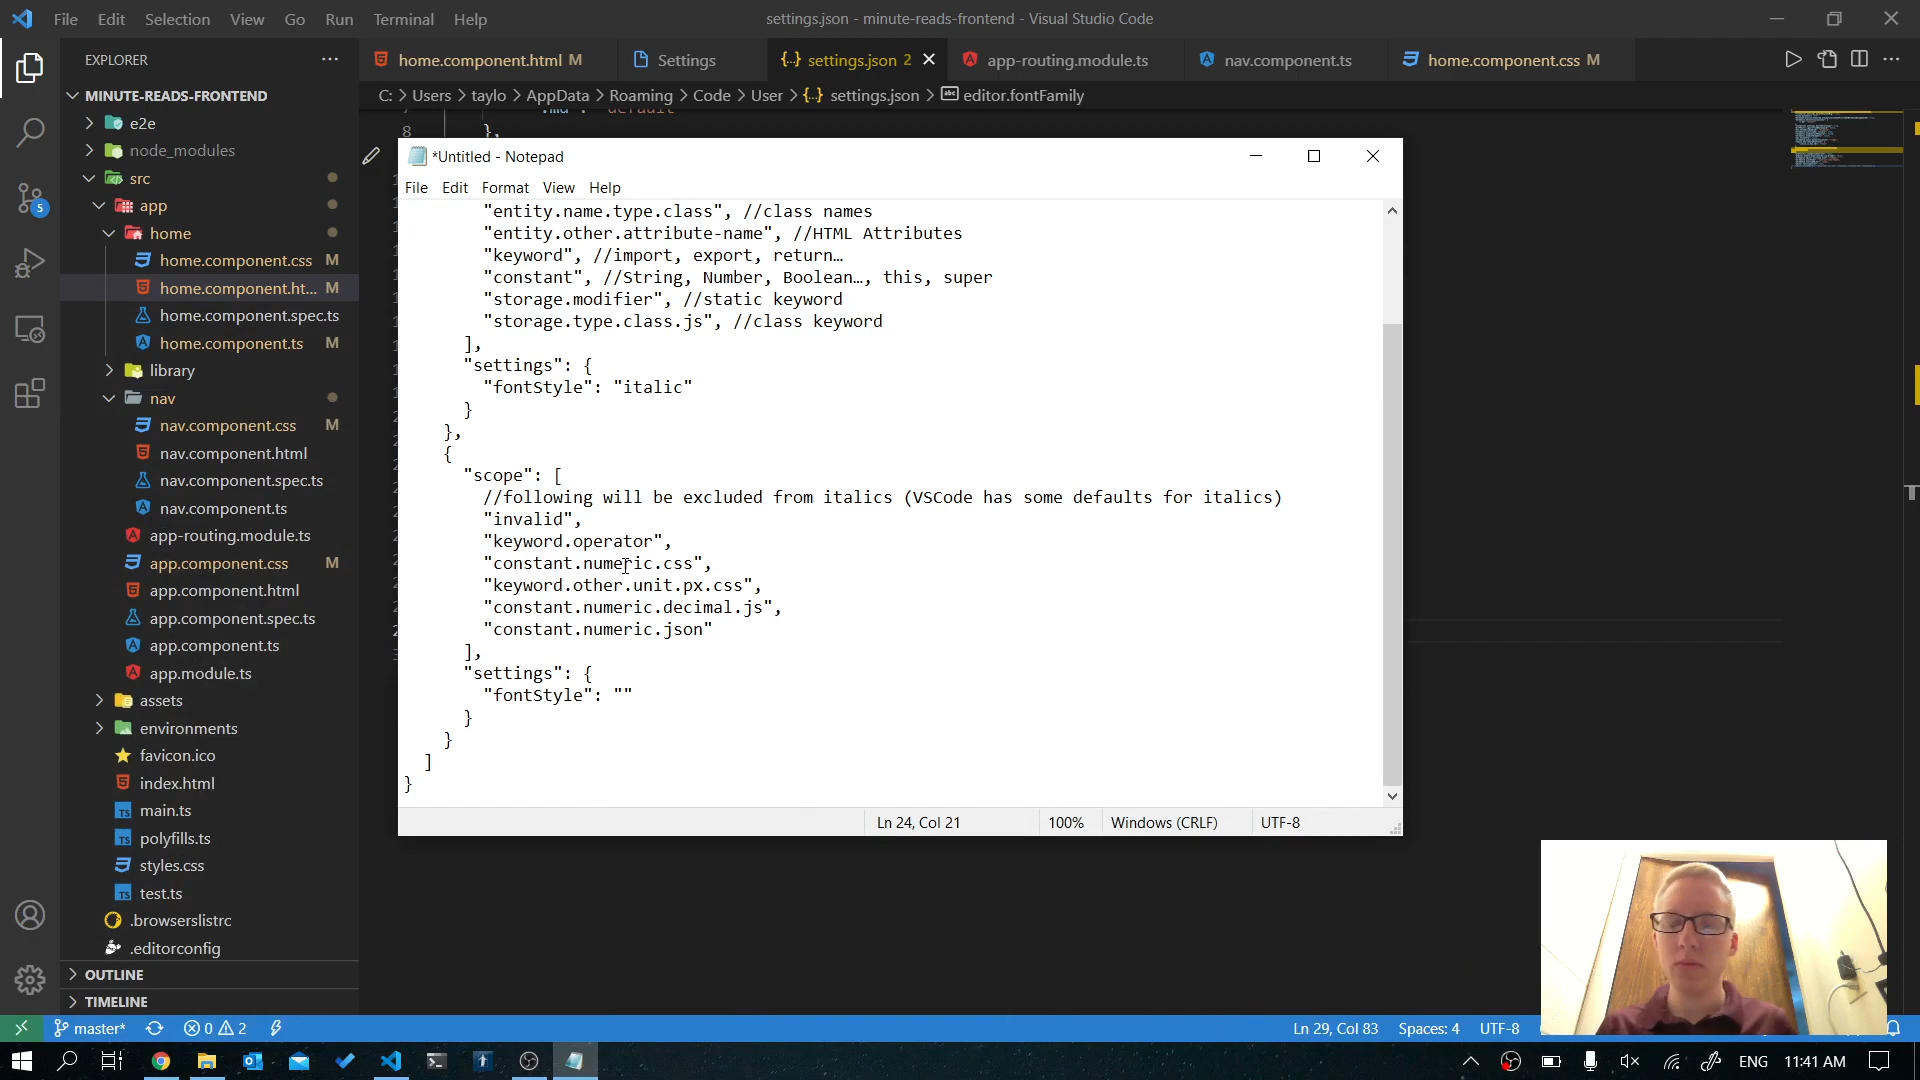 File Edit Selection View Go Run Terminal Help
settings.json - minute-reads-frontend - Visual Studio Code
EXPLORER
home.component.html M
Settings
settings.json 2
app-routing.module.ts
nav.component.ts
home.component.css M
C: > Users > taylo > AppData > Roaming > Code > User > settings.json > editor.fontFamily
MINUTE-READS-FRONTEND
e2e
node_modules
src
app
home
home.component.css M
home.component.ht... M
home.component.spec.ts
home.component.ts M
library
nav
nav.component.css M
nav.component.html
nav.component.spec.ts
nav.component.ts
app-routing.module.ts
app.component.css M
app.component.html
app.component.spec.ts
app.component.ts
app.module.ts
assets
environments
favicon.ico
index.html
main.ts
polyfills.ts
styles.css
test.ts
.browserslistrc
.editorconfig
OUTLINE
TIMELINE
5
8 },
*Untitled - Notepad
File Edit Format View Help
"entity.name.type.class", //class names
"entity.other.attribute-name", //HTML Attributes
"keyword", //import, export, return…
"constant", //String, Number, Boolean…, this, super
"storage.modifier", //static keyword
"storage.type.class.js", //class keyword
],
"settings": {
"fontStyle": "italic"
}
},
{
"scope": [
//following will be excluded from italics (VSCode has some defaults for italics)
"invalid",
"keyword.operator",
"constant.numeric.css",
"keyword.other.unit.px.css",
"constant.numeric.decimal.js",
"constant.numeric.json"
],
"settings": {
"fontStyle": ""
}
}
]
}
Ln 24, Col 21
100%
Windows (CRLF)
UTF-8
master*
0 2
Ln 29, Col 83
Spaces: 4
UTF-8
ENG
11:41 AM